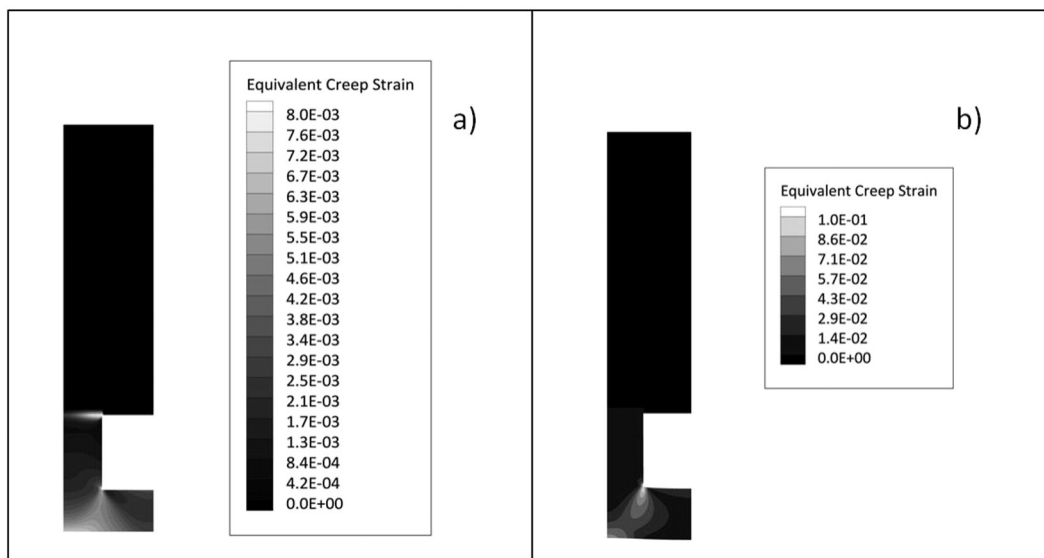 Equivalent Creep Strain
8.0E-03
7.6E-03
7.2E-03
6.7E-03
6.3E-03
5.9E-03
5.5E-03
5.1E-03
4.6E-03
4.2E-03
3.8E-03
3.4E-03
2.9E-03
2.5E-03
2.1E-03
1.7E-03
1.3E-03
8.4E-04
4.2E-04
0.0E+00
a)
b)
Equivalent Creep Strain
1.0E-01
8.6E-02
7.1E-02
5.7E-02
4.3E-02
2.9E-02
1.4E-02
0.0E+00